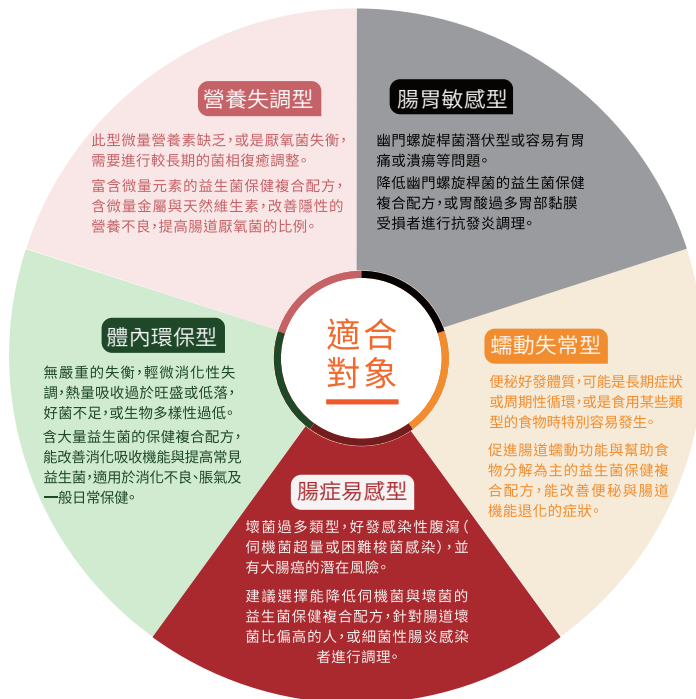 營養失調型
此型微量營養素缺乏，或是厭氧菌失衡，
需要進行較長期的菌相復癒調整。
富含微量元素的益生菌保健複合配方，
含微量金屬與天然維生素，改善隱性的
營養不良，提高腸道厭氧菌的比例。
腸胃敏感型
幽門螺旋桿菌潛伏型或容易有胃
痛或潰瘍等問題。
降低幽門螺旋桿菌的益生菌保健
複合配方，或胃酸過多胃部黏膜
受損者進行抗發炎調理。
適合
對象
體內環保型
無嚴重的失衡，輕微消化性失
調，熱量吸收過於旺盛或低落，
好菌不足，或生物多樣性過低。
含大量益生菌的保健複合配方，
能改善消化吸收機能與提高常見
益生菌，適用於消化不良、脹氣及
一般日常保健。
蠕動失常型
便秘好發體質，可能是長期症狀
或周期性循環，或是食用某些類
型的食物時特別容易發生。
促進腸道蠕動功能與幫助食
物分解為主的益生菌保健複
合配方，能改善便秘與腸道
機能退化的症狀。
腸症易感型
壞菌過多類型，好發感染性腹瀉（
伺機菌超量或困難梭菌感染），並
有大腸癌的潛在風險。
建議選擇能降低伺機菌與壞菌的
益生菌保健複合配方，針對腸道壞
菌比偏高的人，或細菌性腸炎感染
者進行調理。